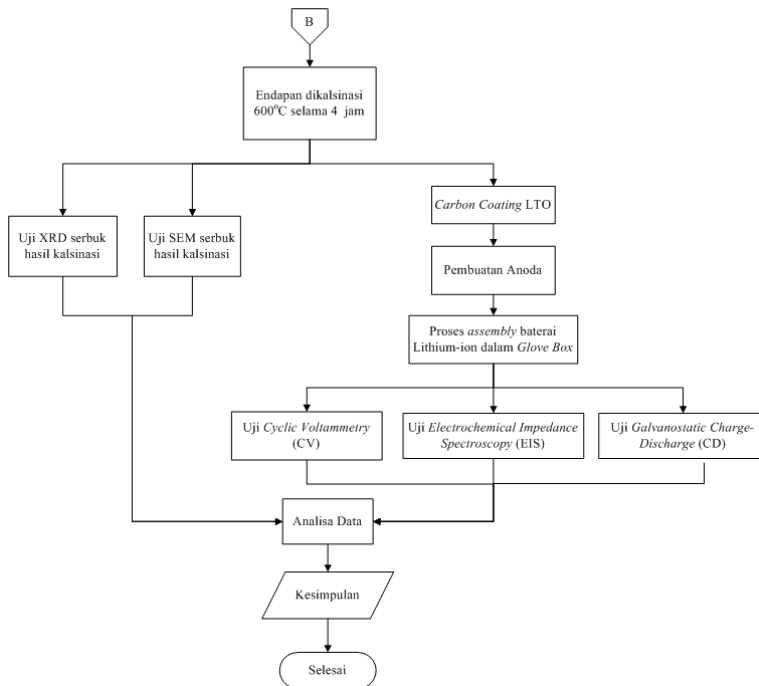 B
Endapan dikalsinasi
600°C selama 4 jam
Uji XRD serbuk
hasil kalsinasi
Uji SEM serbuk
hasil kalsinasi
Carbon Coating LTO
Pembuatan Anoda
Proses assembly baterai
Lithium-ion dalam Glove Box
Uji Cyclic Voltammetry
(CV)
Uji Electrochemical Impedance
Spectroscopy (EIS)
Uji Galvanostatic Charge-
Discharge (CD)
Analisa Data
Kesimpulan
Selesai